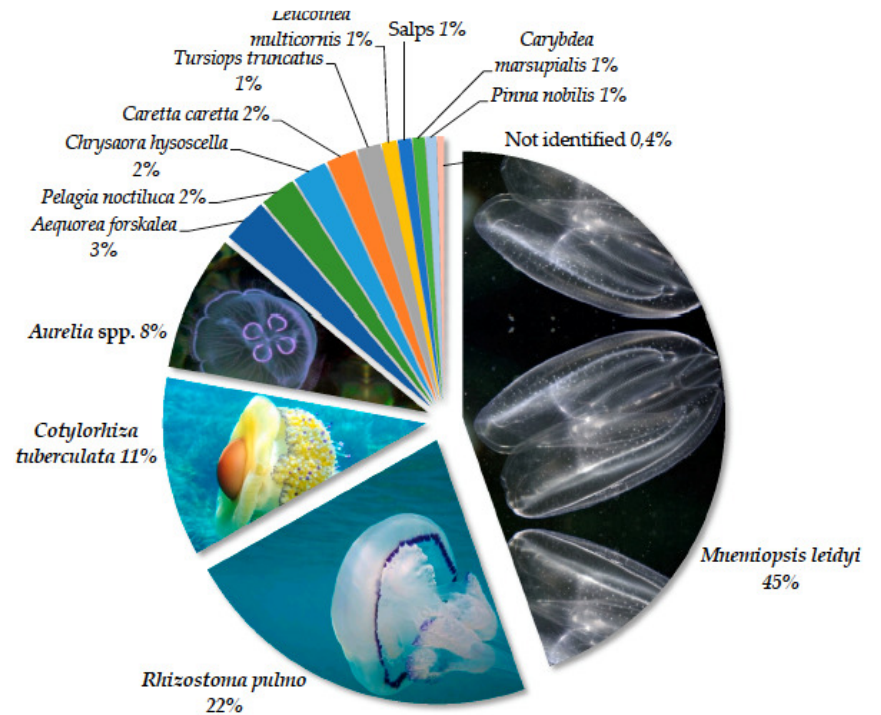 Leucothea
multicornis 1%
Salps 1%
Carybdea
marsupialis 1%
Tursiops truncatus
1%
Pinna nobilis 1%
Caretta caretta 2%
Not identified 0,4%
Chrysaora hysoscella
2%
Pelagia noctiluca 2%
Aequorea forskalea
3%
Aurelia spp. 8%
Cotylorhiza
tuberculata 11%
Mnemiopsis leidyi
45%
Rhizostoma pulmo
22%